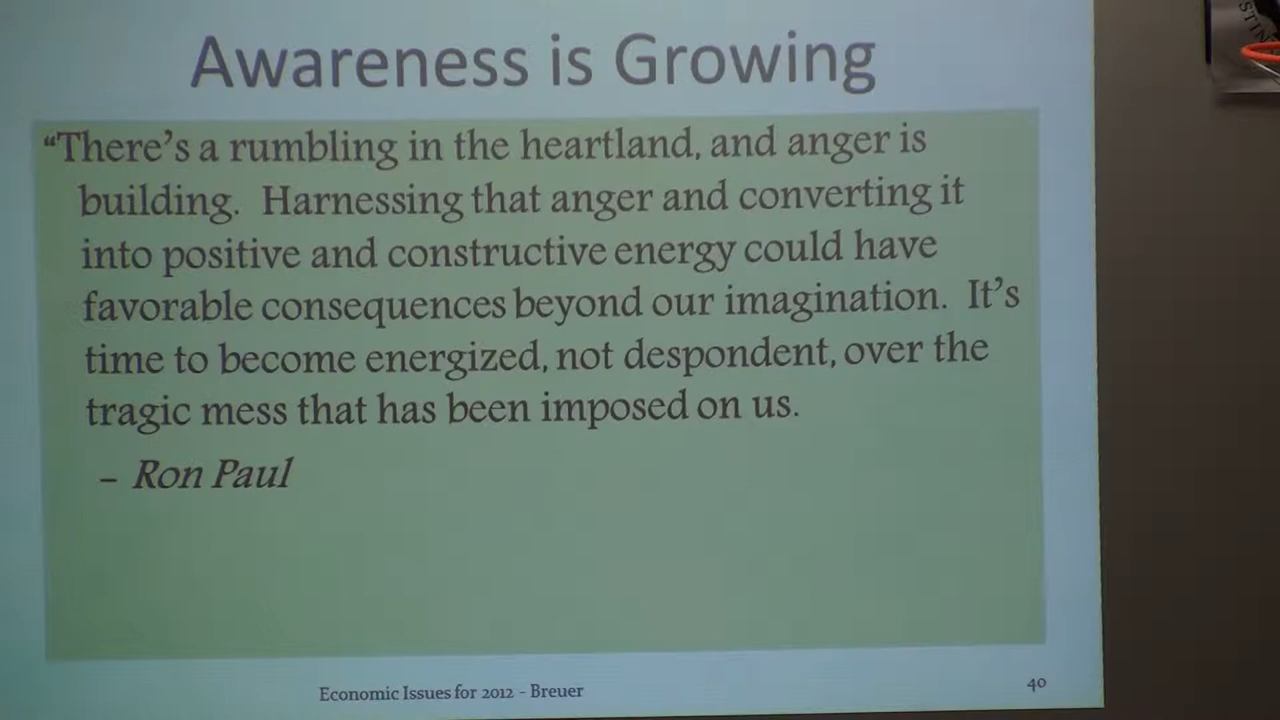 Awareness is Growing
“There’s a rumbling in the heartland, and anger is
building.  Harnessing that anger and converting it
into positive and constructive energy could have
favorable consequences beyond our imagination.  It’s
time to become energized, not despondent, over the
tragic mess that has been imposed on us.
– Ron Paul
Economic Issues for 2012 - Breuer
40